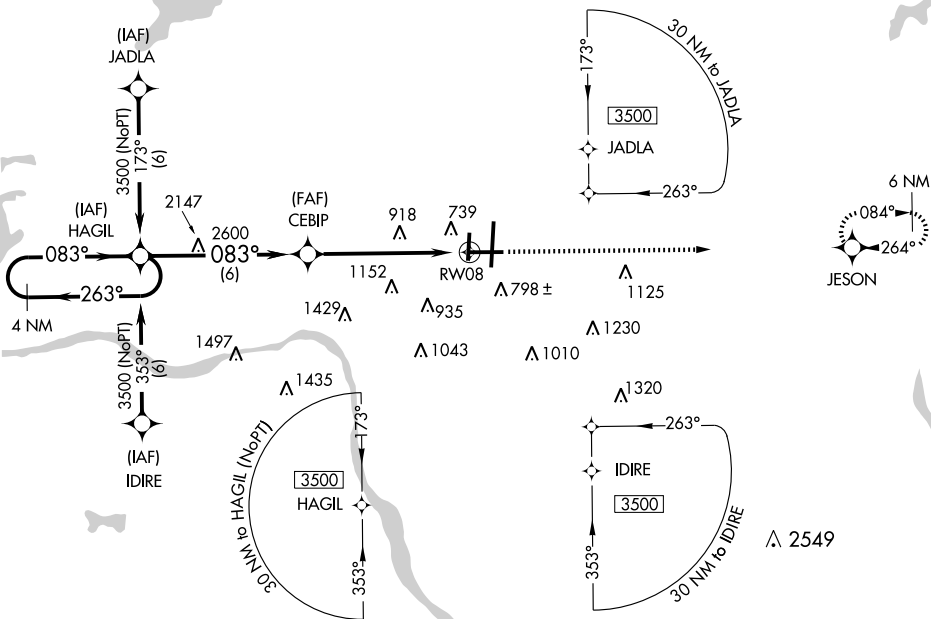 (IAF)
JADLA
3500 (NoPT)
173°
(6)
(IAF)
HAGIL
2147
2600
083°
083°
(6)
263°
4 NM
3500 (NoPT)
353°
(6)
(IAF)
IDIRE
(FAF)
CEBIP
918
739
RW08
1152
935
798 ±
1429
1125
1497
1043
1010
1230
1435
1320
173°
30 NM to JADLA
3500
JADLA
263°
6 NM
084°
264°
JESON
30 NM to HAGIL (NoPT)
173°
3500
HAGIL
353°
263°
IDIRE
3500
353°
30 NM to IDIRE
2549